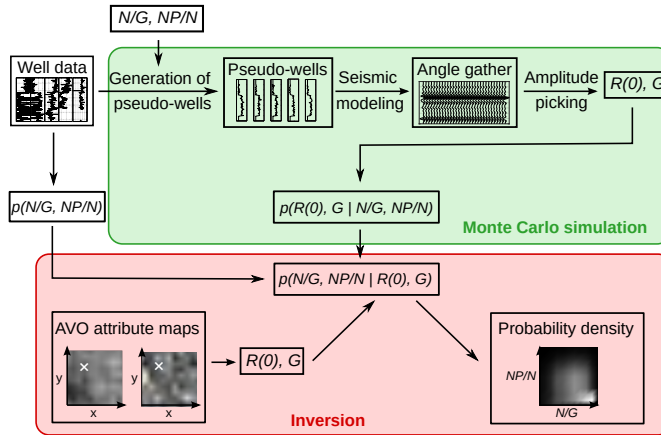 N/G, NP/N
Well data
Generation of
pseudo-wells
Pseudo-wells
Seismic
modeling
Angle gather
Amplitude
picking
R(0), G
p(N/G, NP/N)
p(R(0), G | N/G, NP/N)
Monte Carlo simulation
p(N/G, NP/N | R(0), G)
AVO attribute maps
y
x
y
x
R(0), G
Probability density
NP/N
N/G
Inversion